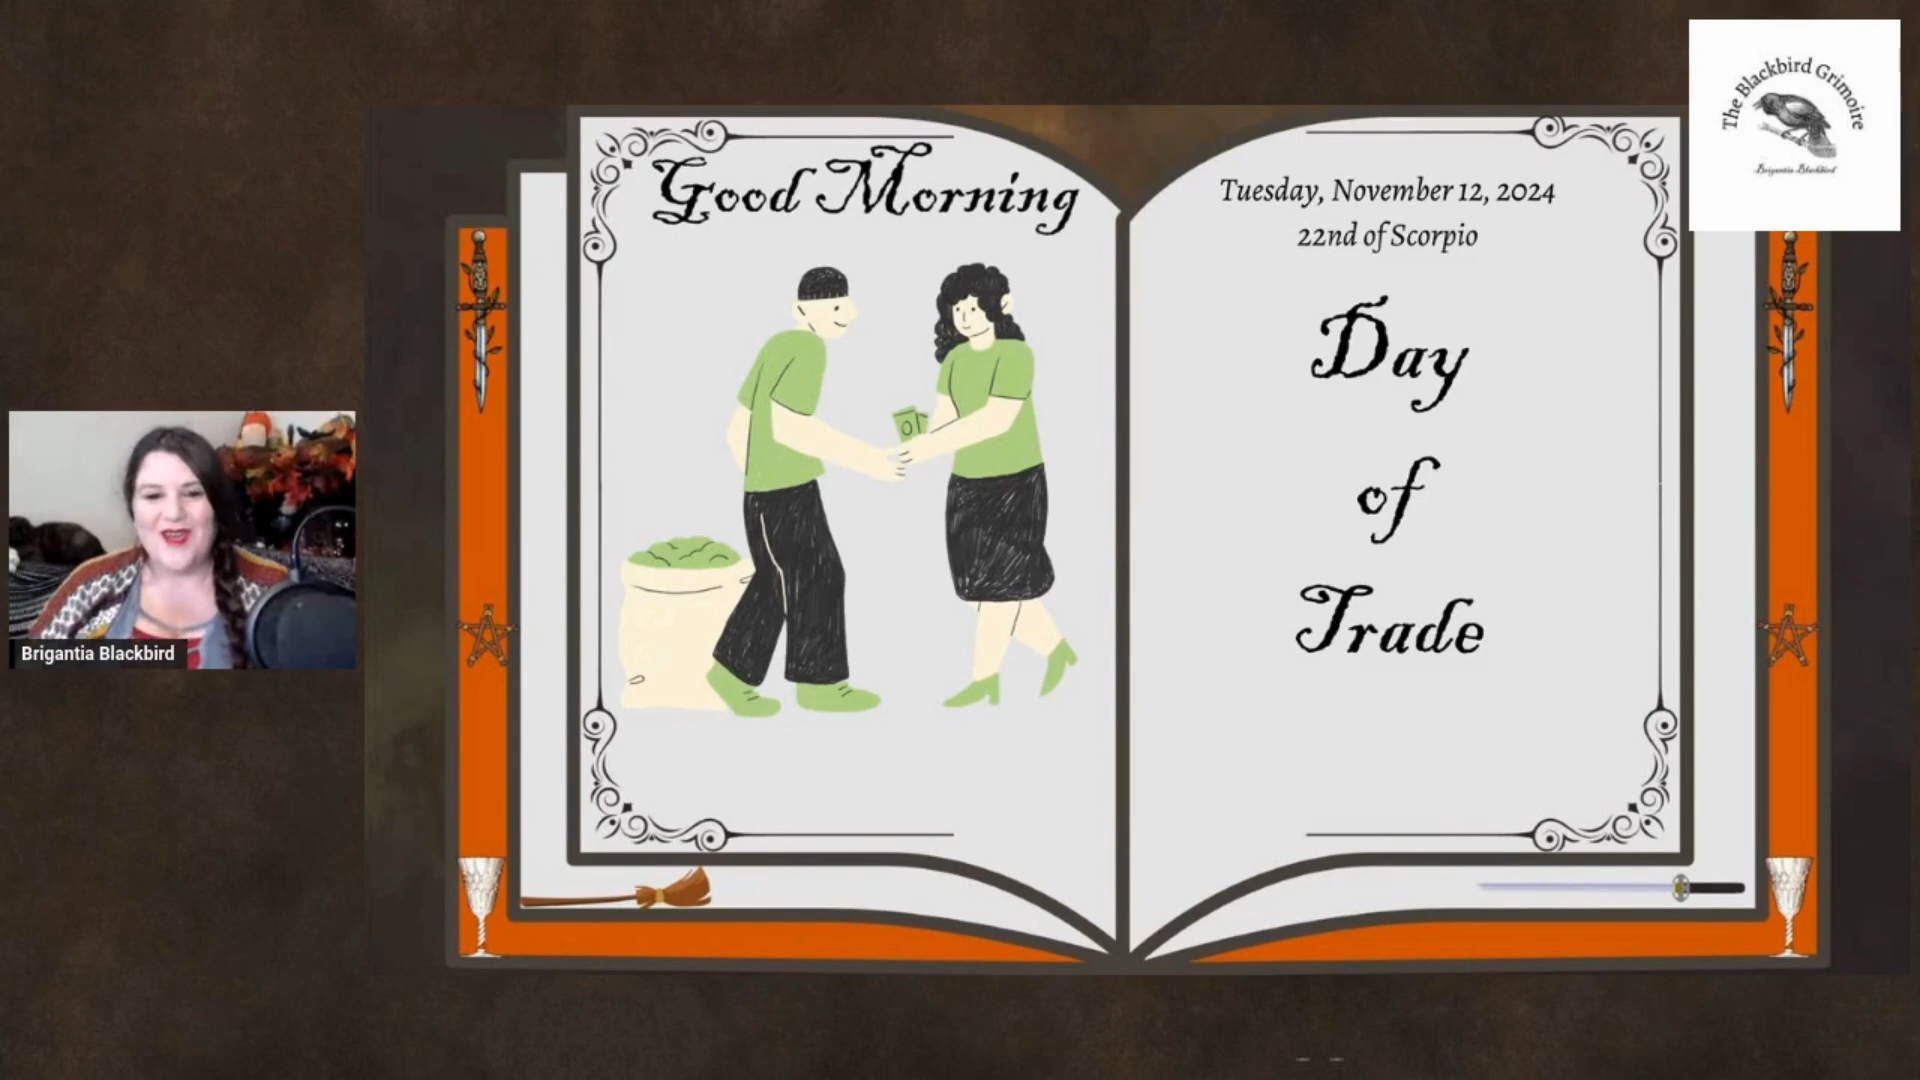 Good Morning
Tuesday, November 12, 2024
22nd of Scorpio
Day
of
Trade
The Blackbird Grimoire
Brigantia Blackbird
Brigantia Blackbird